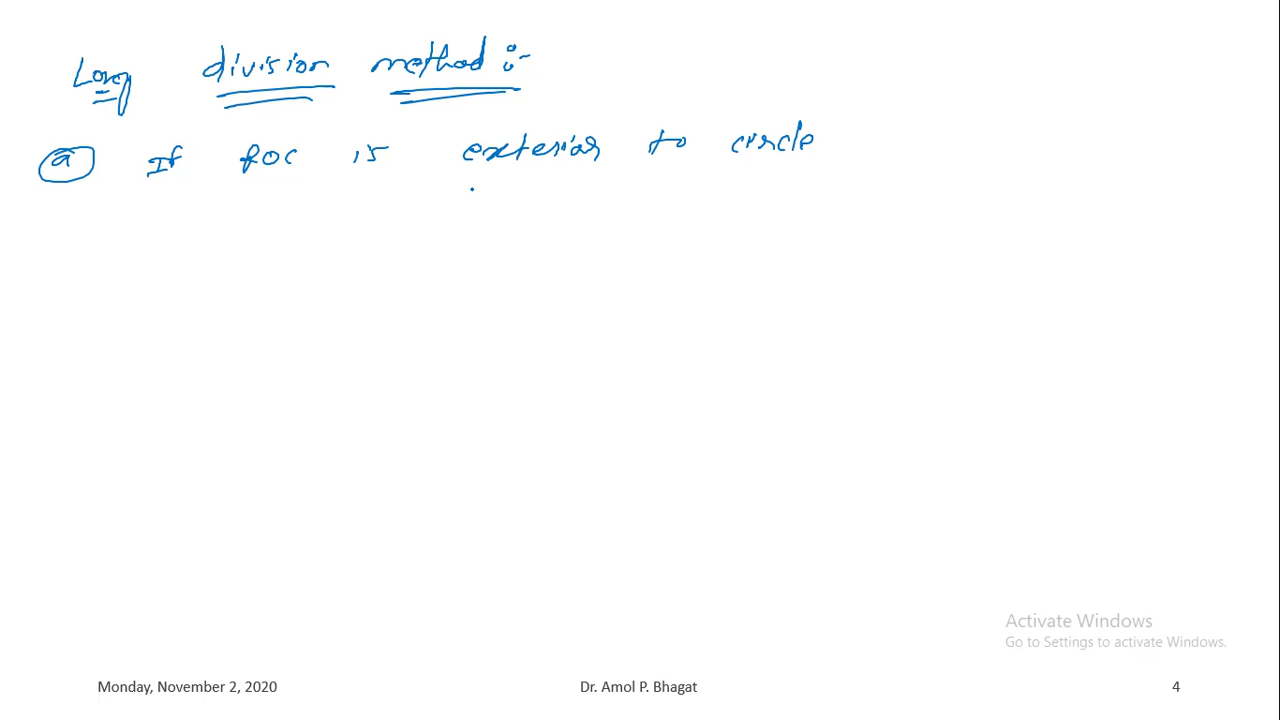 Long division method :-
(a) If ROC is exterior to circle
Activate Windows
Go to Settings to activate Windows.
Monday, November 2, 2020 Dr. Amol P. Bhagat 4